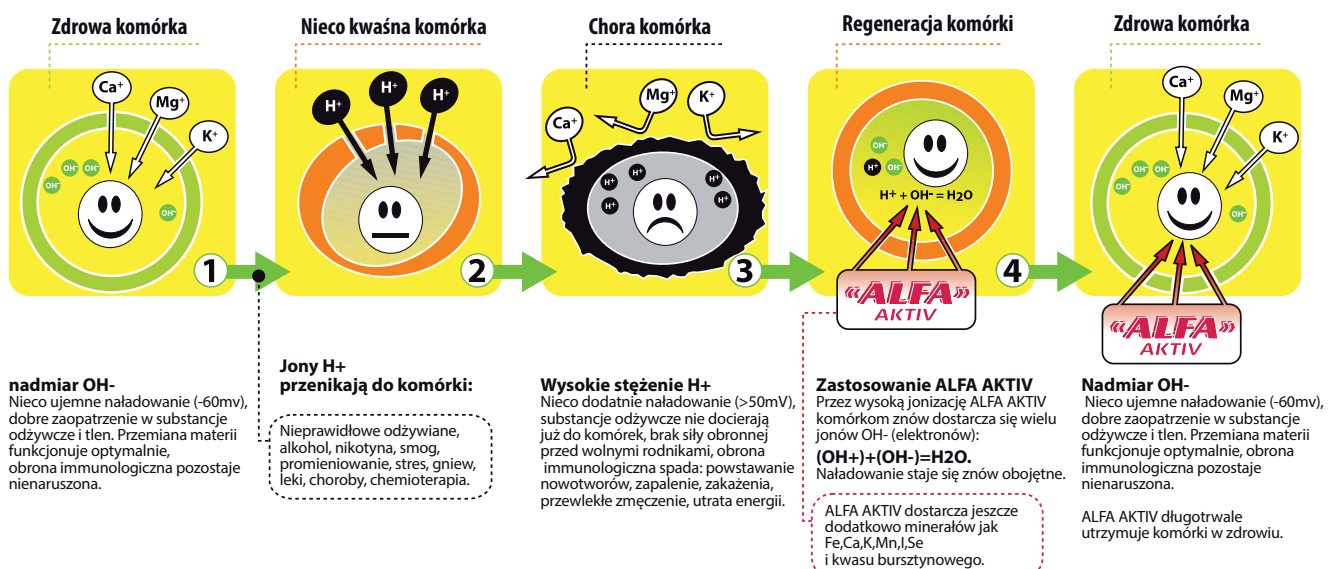 Zdrowa komórka
Ca+
Mg+
K+
OH-
OH-
OH-
OH-
1
nadmiar OH-
Nieco ujemne naładowanie (-60mv),
dobre zaopatrzenie w substancje
odżywcze i tlen. Przemiana materii
funkcjonuje optymalnie,
obrona immunologiczna pozostaje
nienaruszona.
Nieco kwaśna komórka
H+
H+
H+
2
Jony H+
przenikają do komórki:
Nieprawidłowe odżywiane,
alkohol, nikotyna, smog,
promieniowanie, stres, gniew,
leki, choroby, chemioterapia.
Chora komórka
Ca+
Mg+
K+
H+
H+
H+
H+
H+
3
Wysokie stężenie H+
Nieco dodatnie naładowanie (>50mV),
substancje odżywcze nie docierają
już do komórek, brak siły obronnej
przed wolnymi rodnikami, obrona
immunologiczna spada: powstawanie
nowotworów, zapalenie, zakażenia,
przewlekłe zmęczenie, utrata energii.
Regeneracja komórki
OH-
H+
OH-
H+ + OH- = H2O
4
«ALFA»
AKTIV
Zastosowanie ALFA AKTIV
Przez wysoką jonizację ALFA AKTIV
komórkom znów dostarcza się wielu
jonów OH- (elektronów):
(OH+)+(OH-)=H2O.
Naładowanie staje się znów obojętne.
ALFA AKTIV dostarcza jeszcze
dodatkowo minerałów jak
Fe,Ca,K,Mn,I,Se
i kwasu bursztynowego.
Zdrowa komórka
Ca+
Mg+
K+
OH-
OH-
OH-
OH-
«ALFA»
AKTIV
Nadmiar OH-
Nieco ujemne naładowanie (-60mv),
dobre zaopatrzenie w substancje
odżywcze i tlen. Przemiana materii
funkcjonuje optymalnie, obrona
immunologiczna pozostaje
nienaruszona.
ALFA AKTIV długotrwale
utrzymuje komórki w zdrowiu.